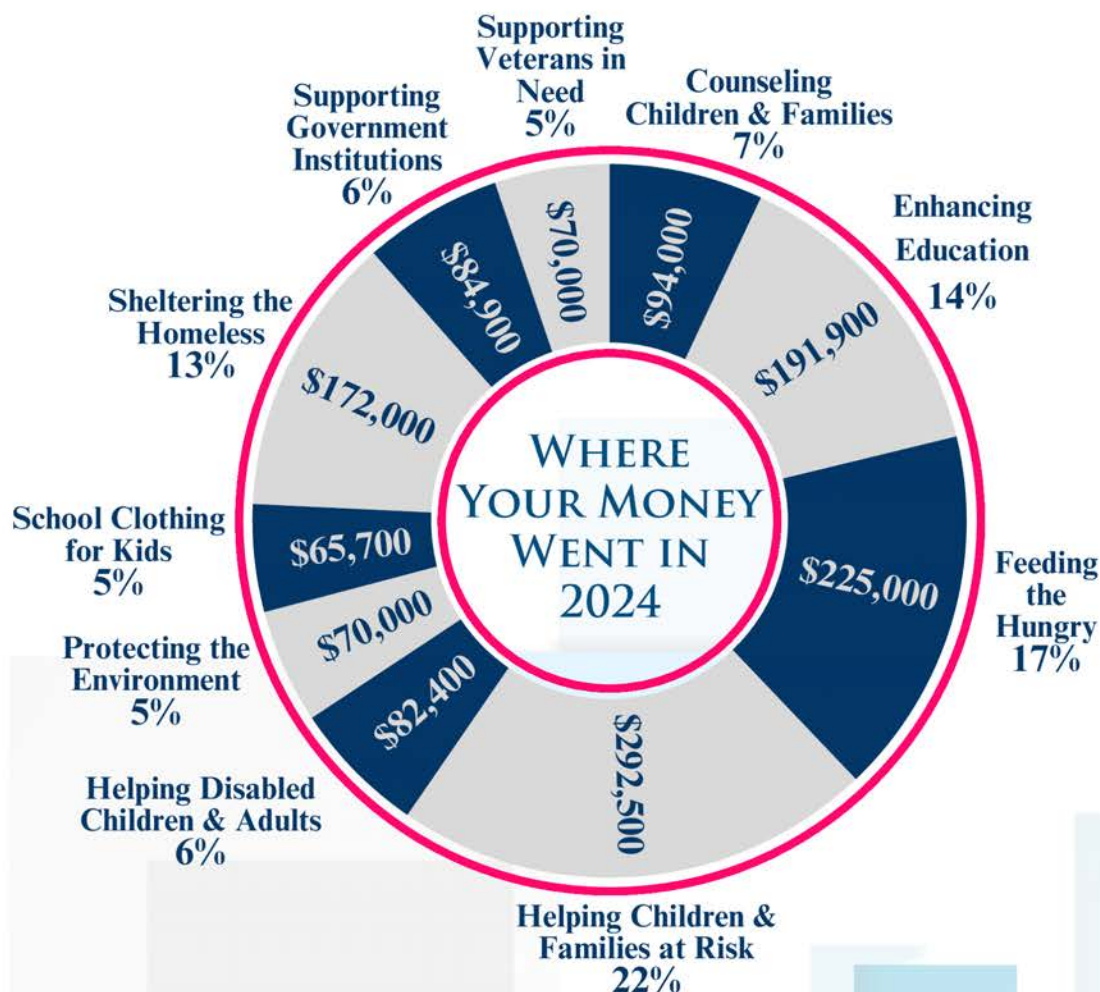 Supporting
Veterans in
Need
5%
Counseling
Children & Families
7%
Enhancing
Education
14%
Feeding
the
Hungry
17%
Helping Children &
Families at Risk
22%
Helping Disabled
Children & Adults
6%
Protecting the
Environment
5%
School Clothing
for Kids
5%
Sheltering the
Homeless
13%
Supporting
Government
Institutions
6%
$70,000
$94,000
$191,900
$225,000
$292,500
$82,400
$70,000
$65,700
$172,000
$84,900
WHERE
YOUR MONEY
WENT IN
2024